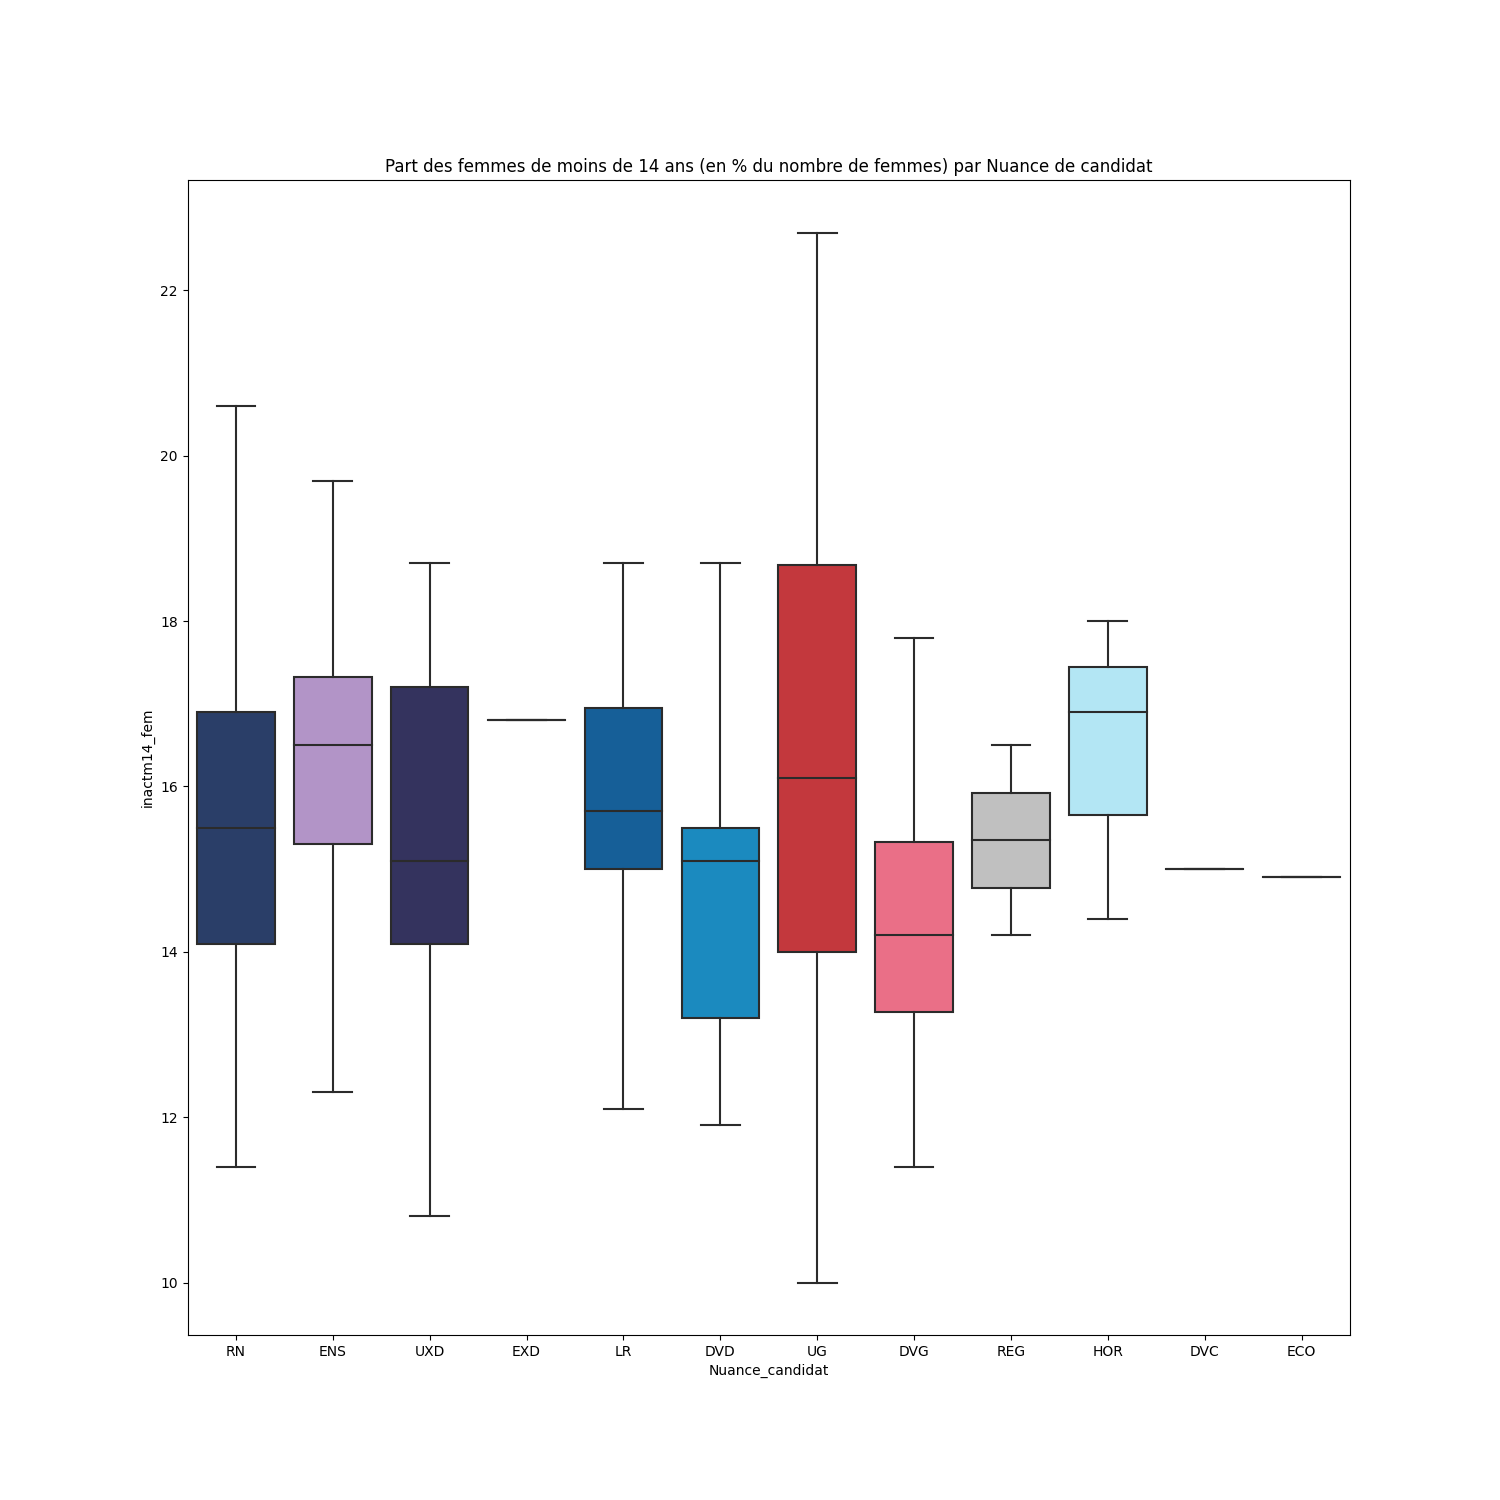 Part des femmes de moins de 14 ans (en % du nombre de femmes) par Nuance de candidat
inactm14_fem
22
20
18
16
14
12
10
RN ENS UXD EXD LR DVD UG DVG REG HOR DVC ECO
Nuance_candidat